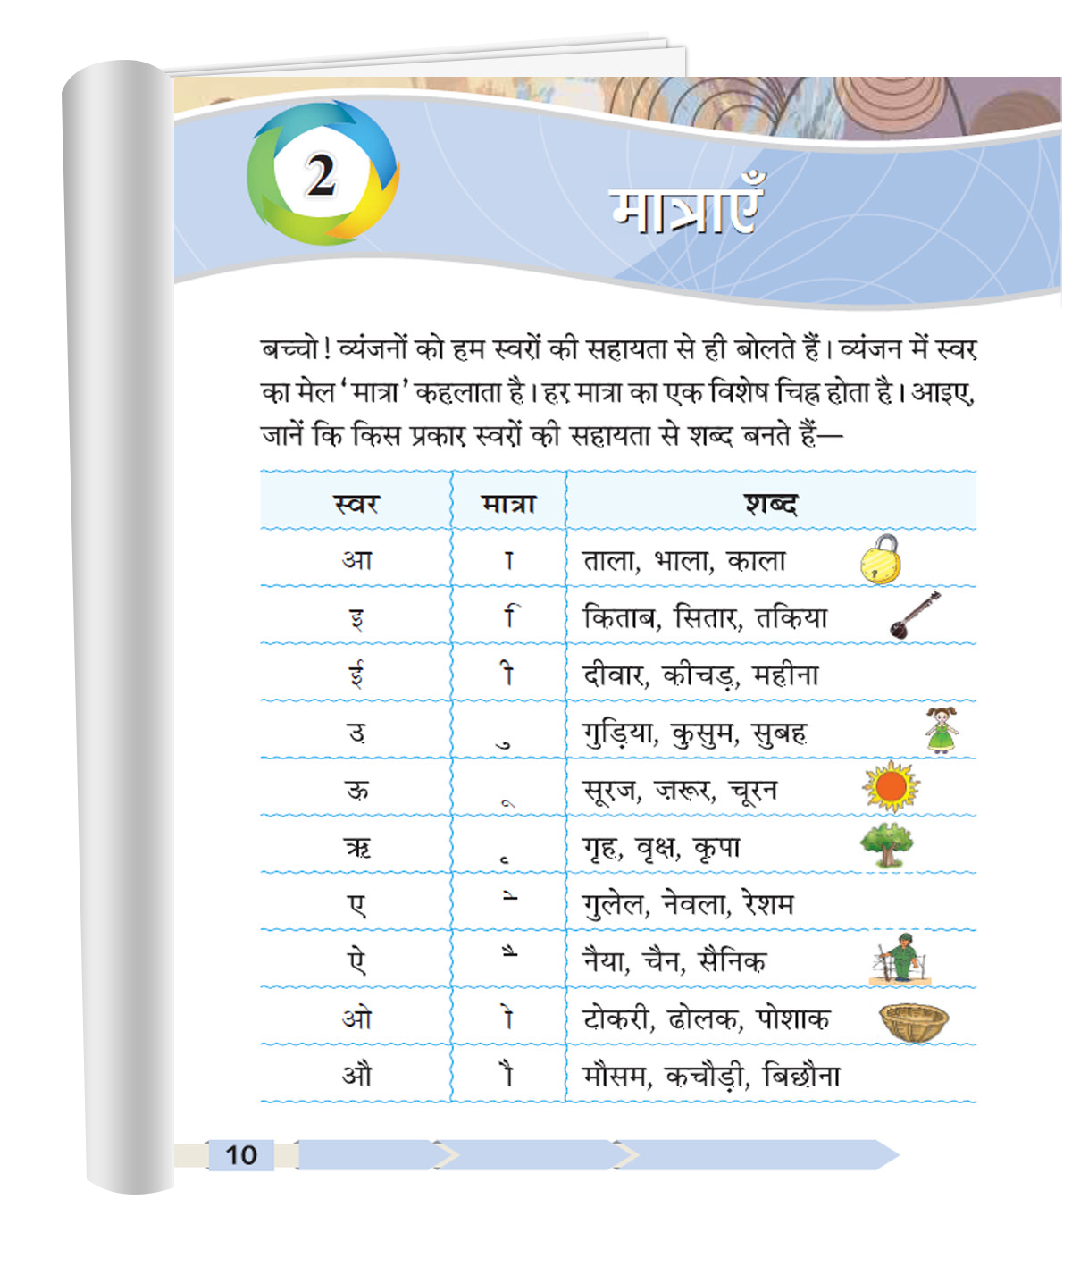 2
मात्राएँ
बच्चो! व्यंजनों को हम स्वरों की सहायता से ही बोलते हैं। व्यंजन में स्वर
का मेल ‘मात्रा’ कहलाता है। हर मात्रा का एक विशेष चिह्न होता है। आइए,
जानें कि किस प्रकार स्वरों की सहायता से शब्द बनते हैं—
स्वर मात्रा शब्द
आ ा ताला, भाला, काला
इ ि किताब, सितार, तकिया
ई ी दीवार, कीचड़, महीना
उ ु गुड़िया, कुसुम, सुबह
ऊ ू सूरज, ज़रूर, चूरन
ऋ ृ गृह, वृक्ष, कृपा
ए े गुलेल, नेवला, रेशम
ऐ ै नैया, चैन, सैनिक
ओ ो टोकरी, ढोलक, पोशाक
औ ौ मौसम, कचौड़ी, बिछौना
10